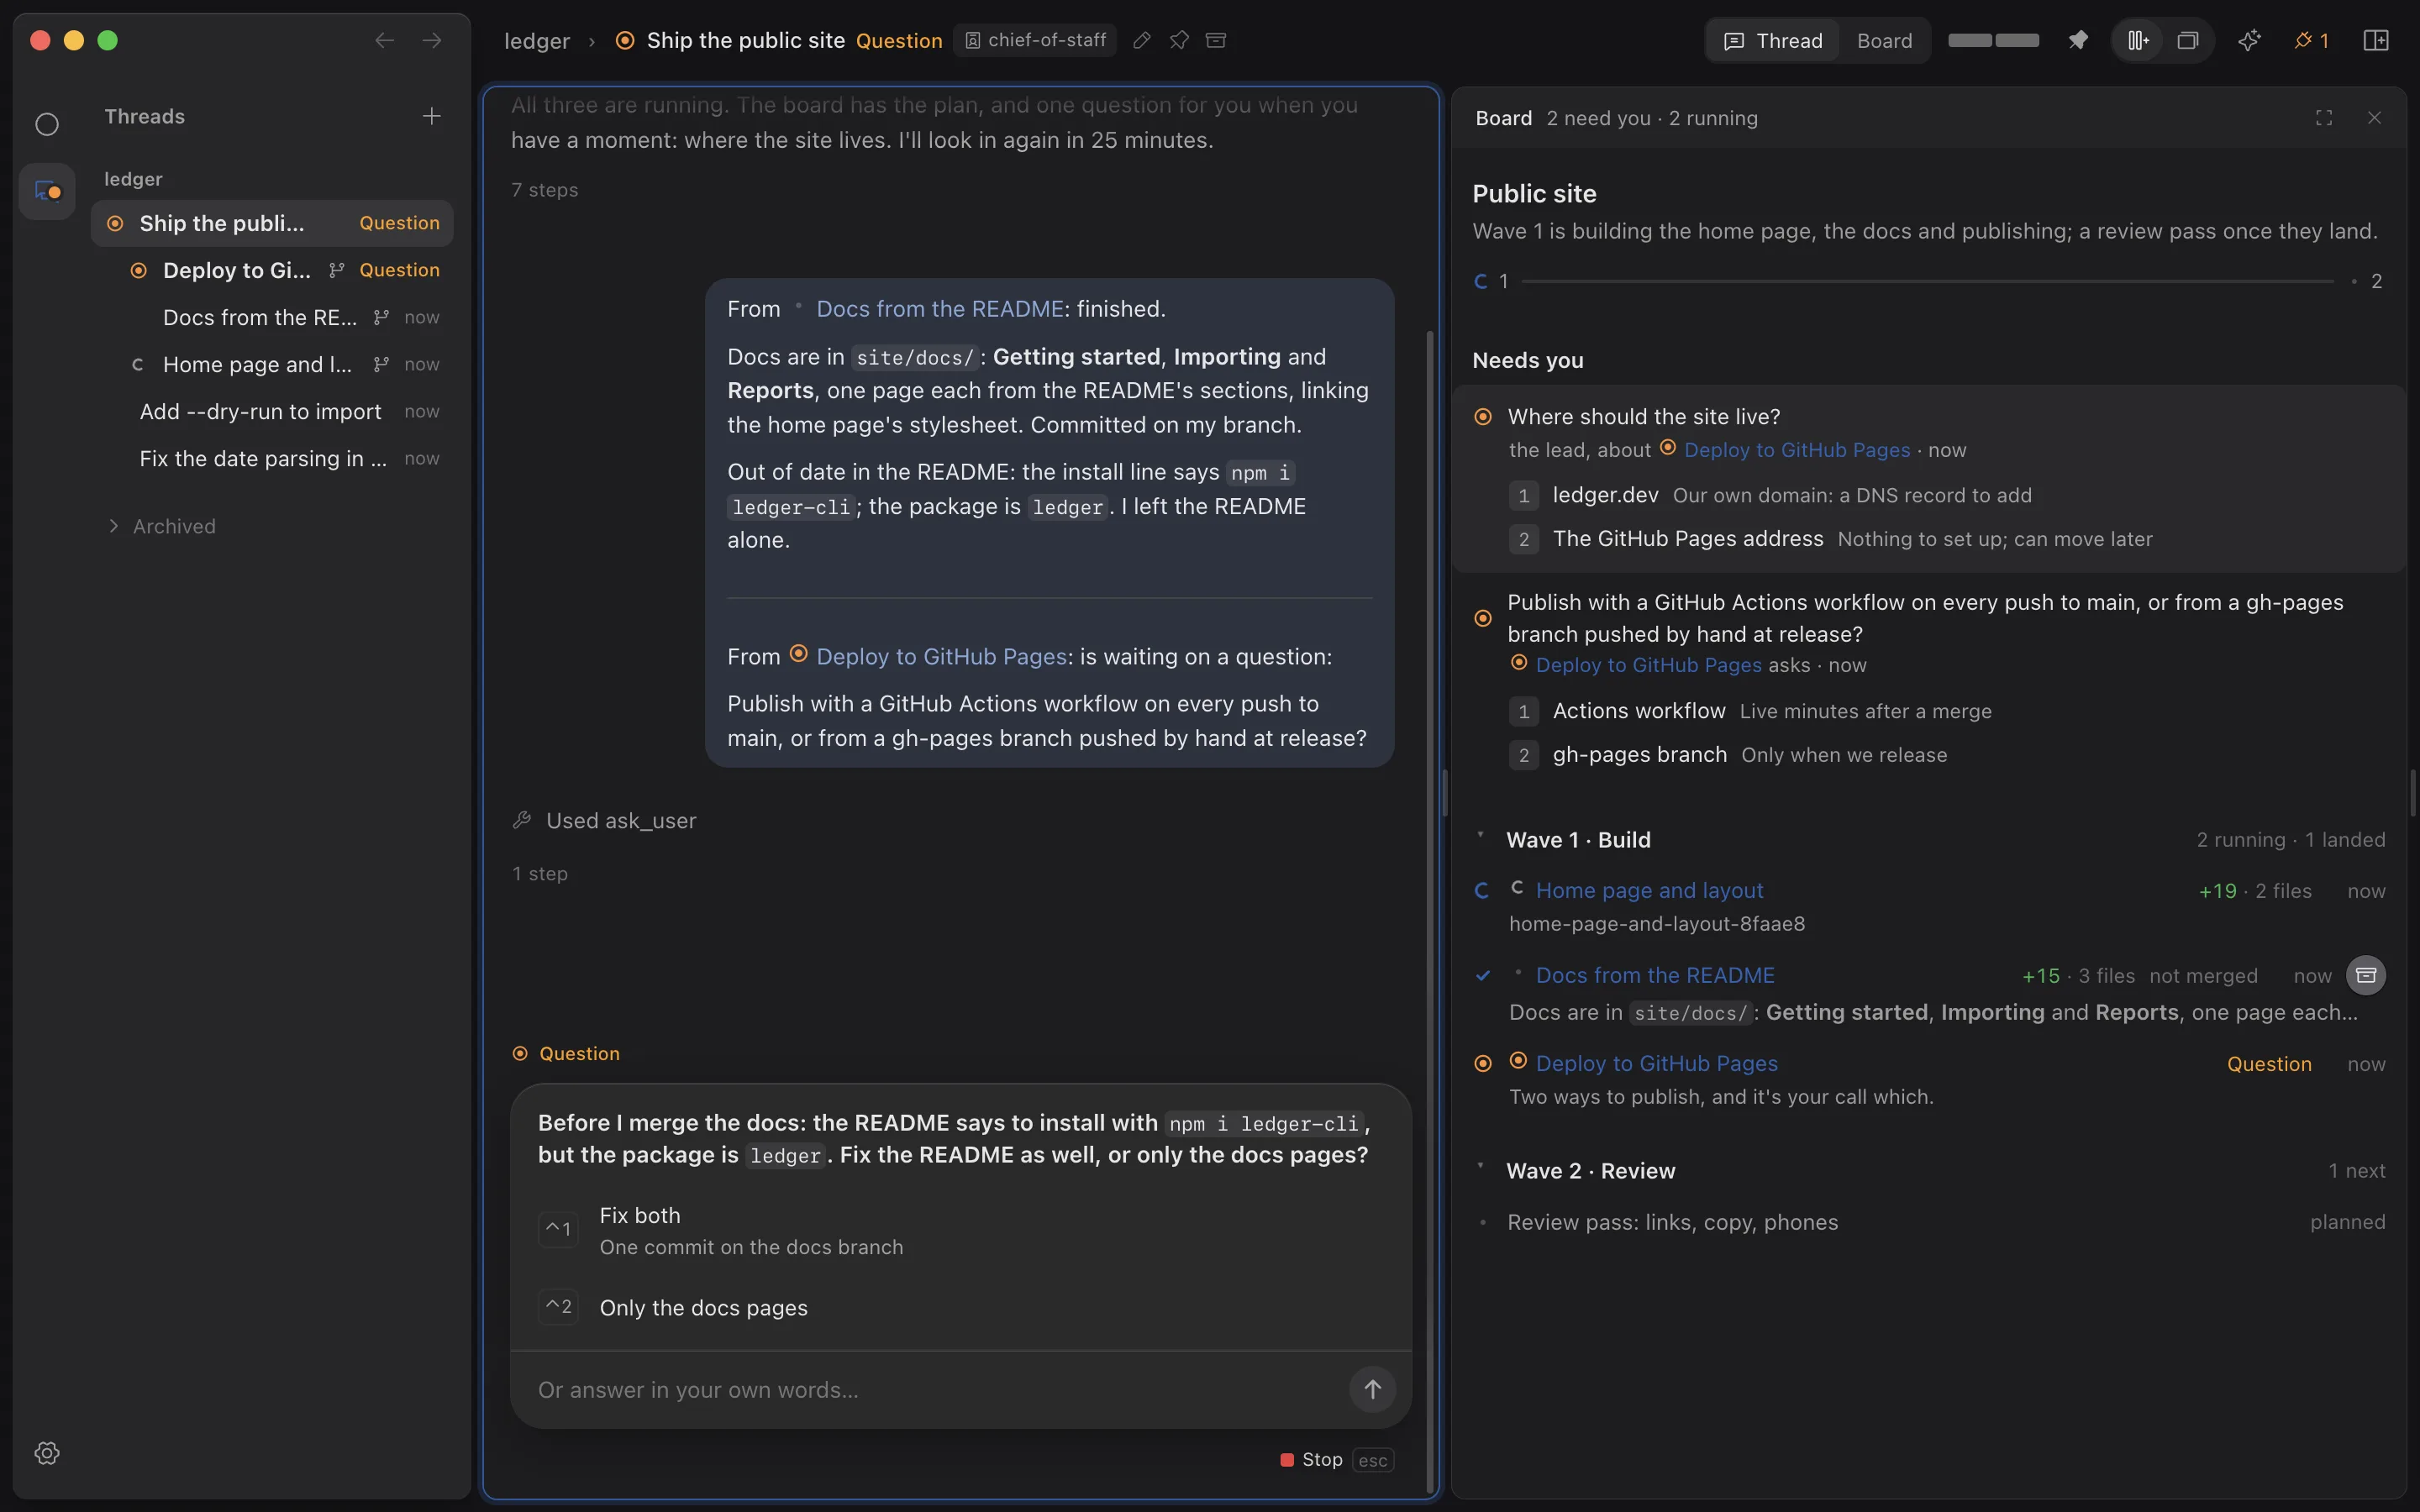 Threads
ledger
Ship the publi... Question
Deploy to Gi... Question
Docs from the RE... now
Home page and l... now
Add --dry-run to import now
Fix the date parsing in ... now
Archived
ledger › Ship the public site Question chief-of-staff
Thread Board 1
All three are running. The board has the plan, and one question for you when you
have a moment: where the site lives. I'll look in again in 25 minutes.
7 steps
From Docs from the README: finished.
Docs are in site/docs/: Getting started, Importing and
Reports, one page each from the README's sections, linking
the home page's stylesheet. Committed on my branch.
Out of date in the README: the install line says npm i
ledger-cli; the package is ledger. I left the README
alone.
From Deploy to GitHub Pages: is waiting on a question:
Publish with a GitHub Actions workflow on every push to
main, or from a gh-pages branch pushed by hand at release?
Used ask_user
1 step
Question
Before I merge the docs: the README says to install with npm i ledger-cli,
but the package is ledger. Fix the README as well, or only the docs pages?
^1 Fix both
One commit on the docs branch
^2 Only the docs pages
Or answer in your own words...
Stop esc
Board 2 need you · 2 running
Public site
Wave 1 is building the home page, the docs and publishing; a review pass once they land.
1 2
Needs you
Where should the site live?
the lead, about Deploy to GitHub Pages · now
1 ledger.dev Our own domain: a DNS record to add
2 The GitHub Pages address Nothing to set up; can move later
Publish with a GitHub Actions workflow on every push to main, or from a gh-pages
branch pushed by hand at release?
Deploy to GitHub Pages asks · now
1 Actions workflow Live minutes after a merge
2 gh-pages branch Only when we release
Wave 1 · Build 2 running · 1 landed
Home page and layout +19 · 2 files now
home-page-and-layout-8faae8
Docs from the README +15 · 3 files not merged now
Docs are in site/docs/: Getting started, Importing and Reports, one page each...
Deploy to GitHub Pages Question now
Two ways to publish, and it's your call which.
Wave 2 · Review 1 next
Review pass: links, copy, phones planned